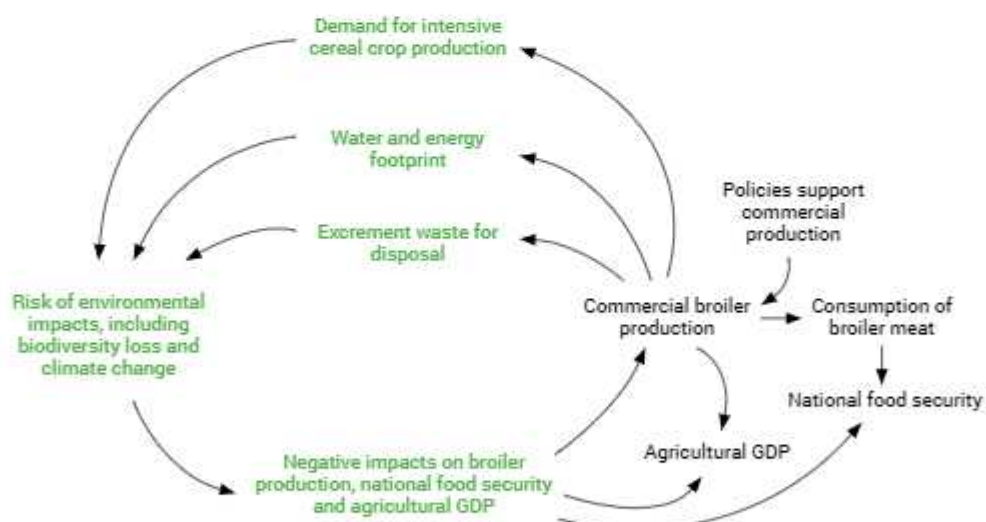 Demand for intensive
cereal crop production
Water and energy
footprint
Policies support
commercial
production
Excrement waste for
disposal
Risk of environmental
impacts, including
biodiversity loss and
climate change
Commercial broiler
production
Consumption of
broiler meat
National food security
Agricultural GDP
Negative impacts on broiler
production, national food security
and agricultural GDP